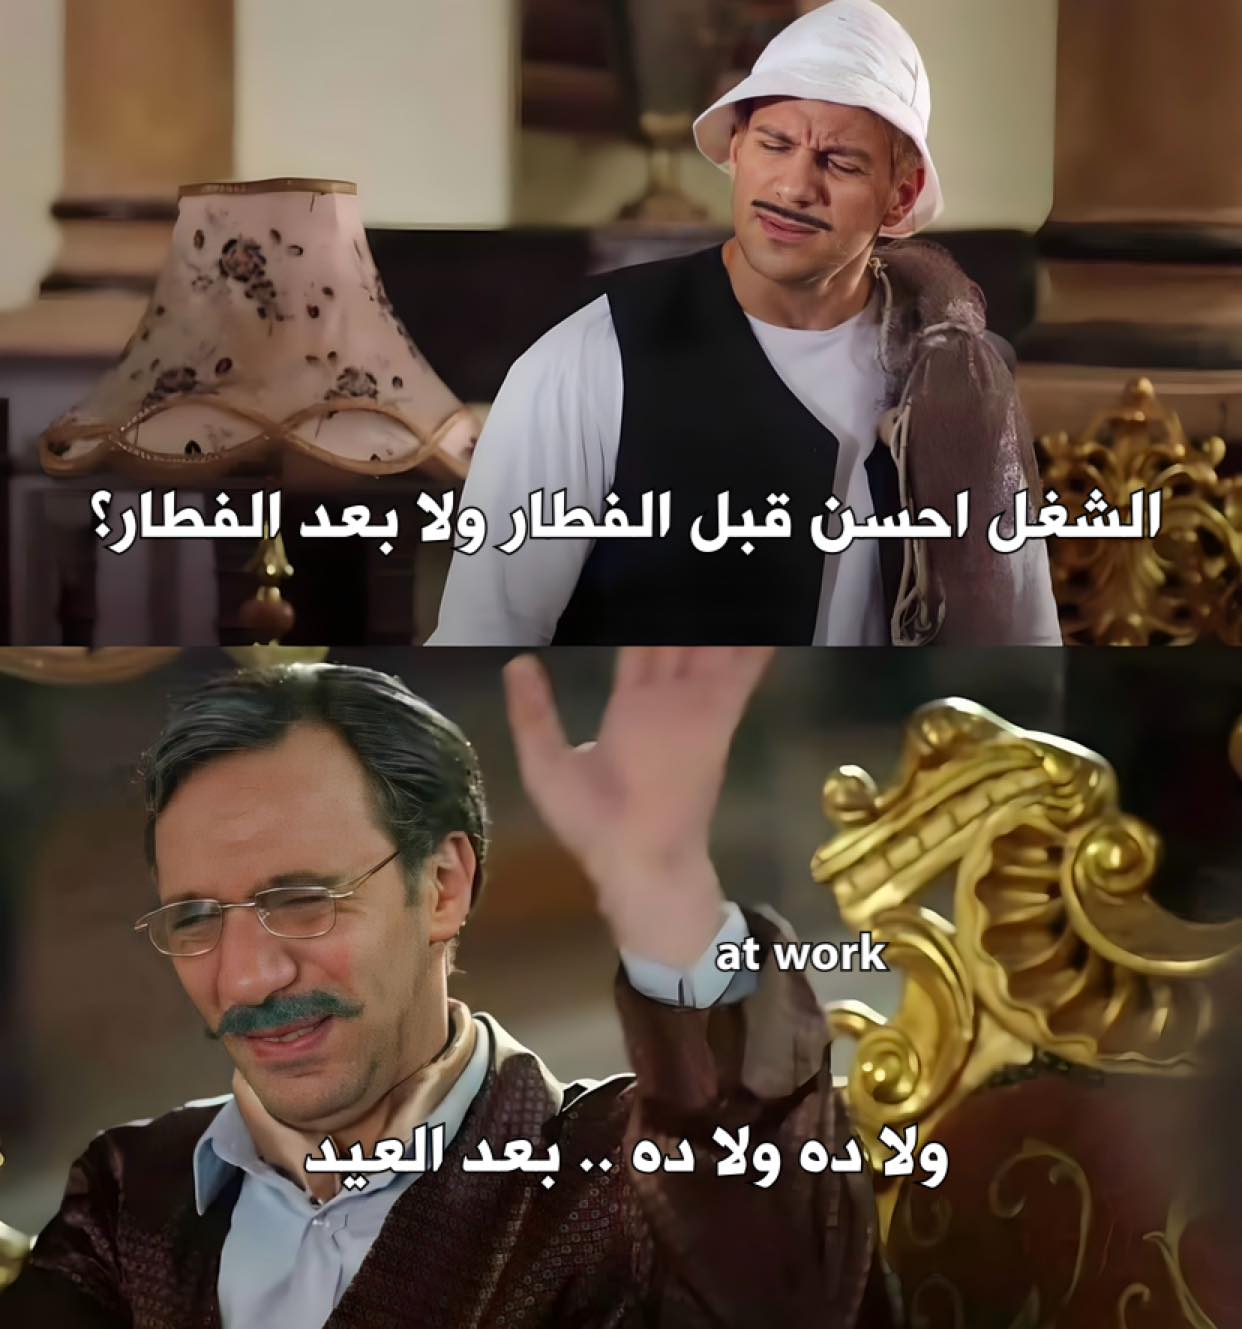 الشغل احسن قبل الفطار ولا بعد الفطار؟
at work
ولا ده ولا ده .. بعد العيد